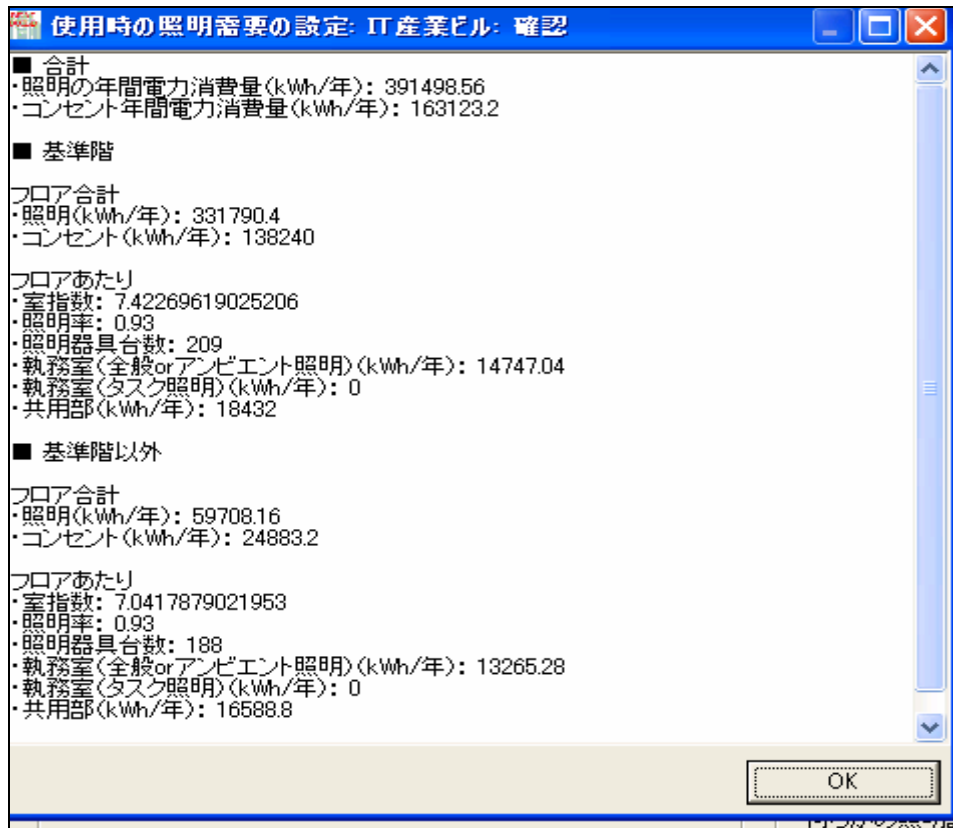 使用時の照明需要の設定: IT産業ビル: 確認
■ 合計
・照明の年間電力消費量(kWh/年): 391498.56
・コンセント年間電力消費量(kWh/年): 163123.2
■ 基準階
フロア合計
・照明(kWh/年): 331790.4
・コンセント(kWh/年): 138240
フロアあたり
・室指数: 7.42269619025206
・照明率: 0.93
・照明器具台数: 209
・執務室(全般orアンビエント照明)(kWh/年): 14747.04
・執務室(タスク照明)(kWh/年): 0
・共用部(kWh/年): 18432
■ 基準階以外
フロア合計
・照明(kWh/年): 59708.16
・コンセント(kWh/年): 24883.2
フロアあたり
・室指数: 7.0417879021953
・照明率: 0.93
・照明器具台数: 188
・執務室(全般orアンビエント照明)(kWh/年): 13265.28
・執務室(タスク照明)(kWh/年): 0
・共用部(kWh/年): 16588.8
OK